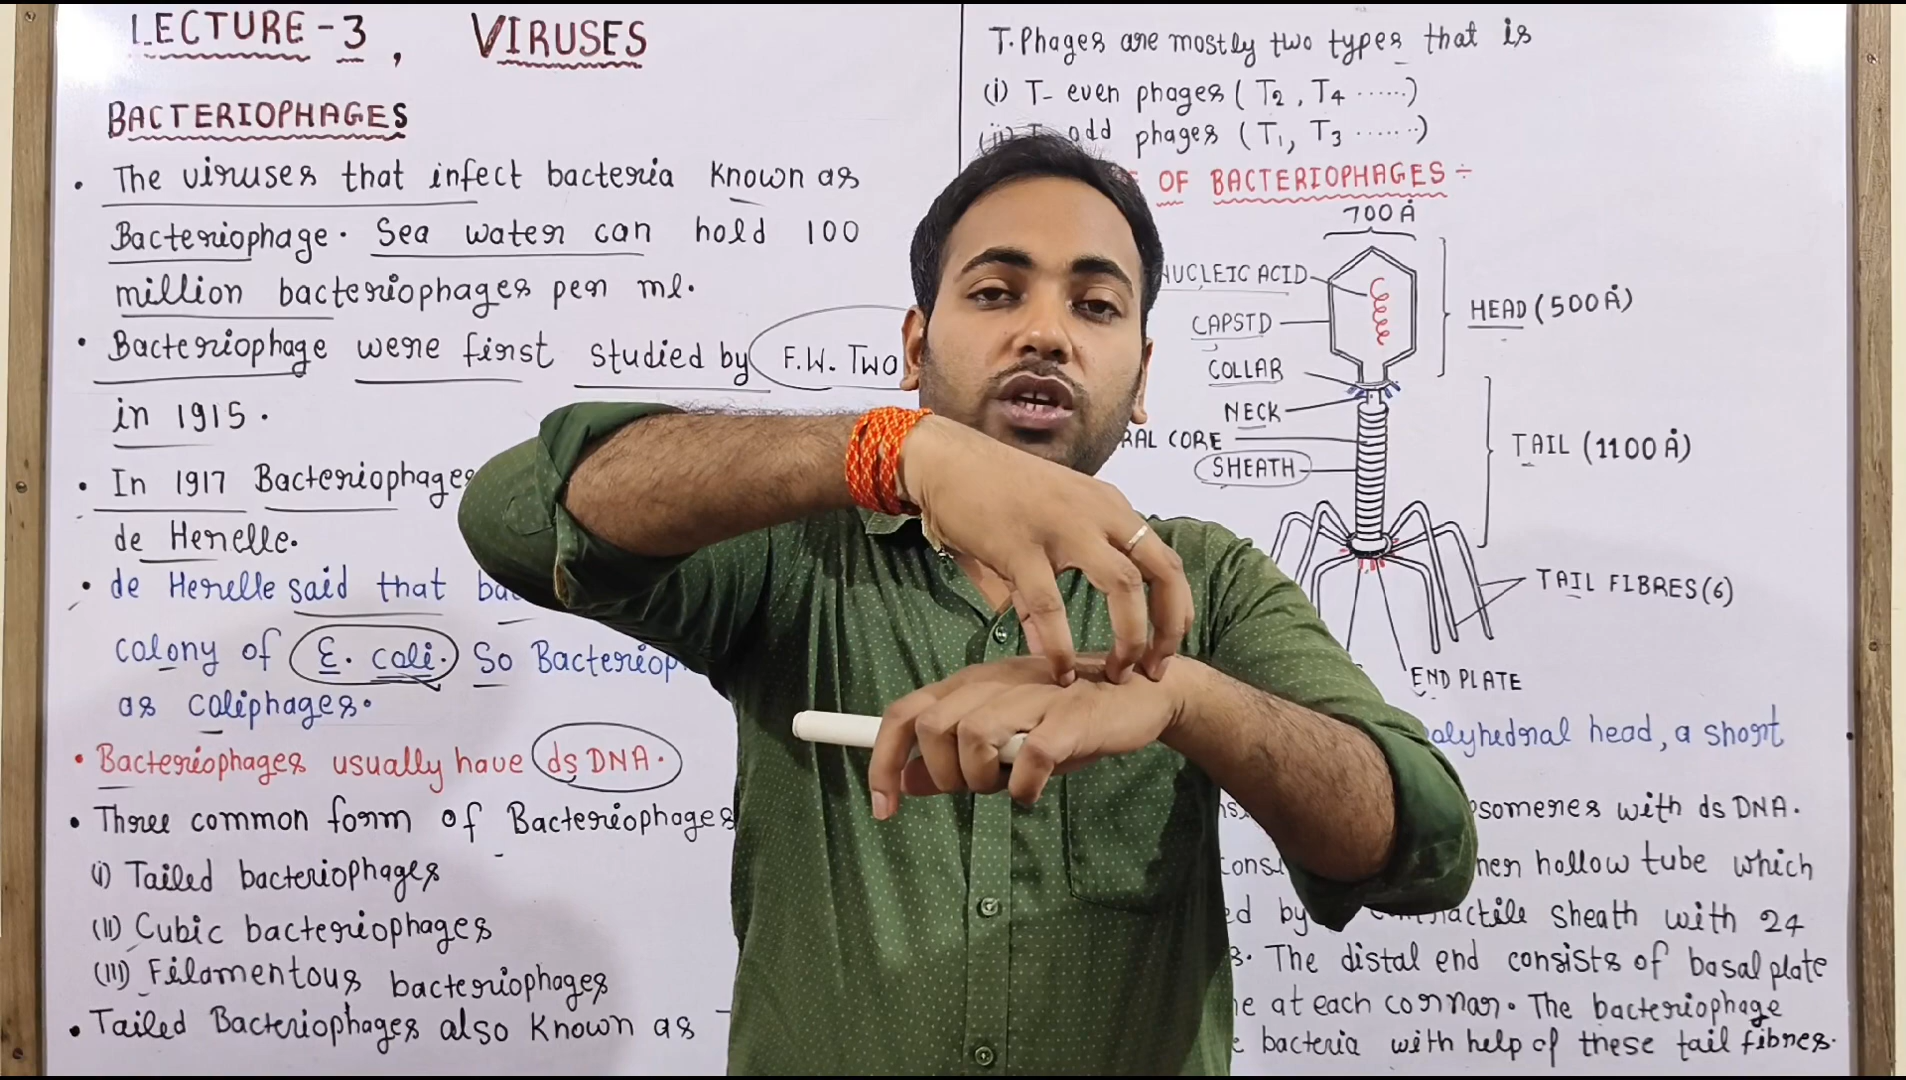 LECTURE-3, VIRUSES
BACTERIOPHAGES
• The viruses that infect bacteria known as
Bacteriophage. Sea water can hold 100
million bacteriophages per ml.
• Bacteriophage were first studied by F.W. Two
in 1915.
• In 1917 Bacteriophages
de Herelle.
• de Herelle said that
colony of E. coli. So
as coliphages.
• Bacteriophages usually have ds DNA.
• Three common form of Bacteriophages
(I) Tailed bacteriophages
(II) Cubic bacteriophages
(III) Filamentous bacteriophages
• Tailed Bacteriophages also known as
T. Phages are mostly two types that is
(i) T- even phages (T2, T4 ......)
odd phages (T1, T3 .......)
OF BACTERIOPHAGES ÷
700 Å
NUCLEIC ACID
HEAD (500 Å)
CAPSID
COLLAR
NECK
CORE
TAIL (1100 Å)
SHEATH
TAIL FIBRES (6)
END PLATE
polyhedral head, a short
with ds DNA.
hollow tube which
by sheath with 24
The distal end consists of basal plate
at each cornar. The bacteriophage
bacteria with help of these tail fibres.